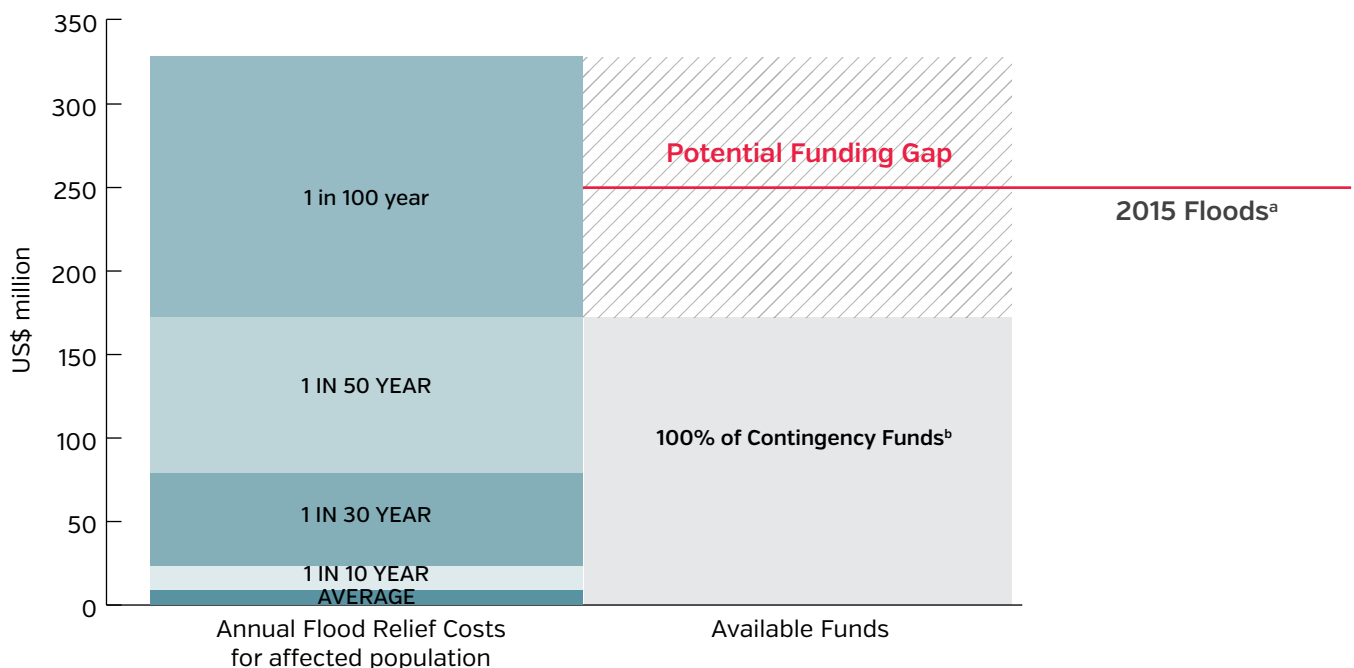 350
300
250
200
150
100
50
0
US$ million
1 in 100 year
1 IN 50 YEAR
1 IN 30 YEAR
1 IN 10 YEAR
AVERAGE
Potential Funding Gap
2015 Floodsᵃ
100% of Contingency Fundsᵇ
Annual Flood Relief Costs
for affected population
Available Funds